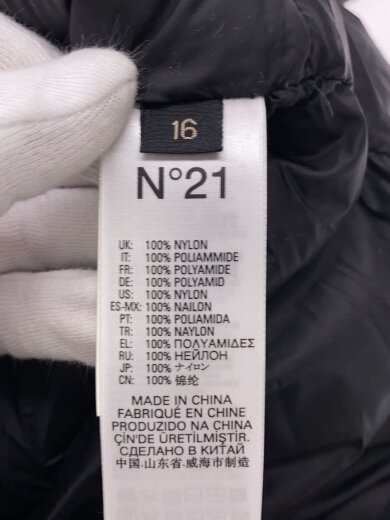 16
N°21
UK: 100% NYLON
IT: 100% POLIAMMIDE
FR: 100% POLYAMIDE
DE: 100% POLYAMID
US: 100% NYLON
ES-MX: 100% NAILON
PT: 100% POLIAMIDA
TR: 100% NAYLON
EL: 100% ΠΟΛΥΑΜΙΔΕΣ
RU: 100% НЕЙЛОН
JP: 100% ナイロン
CN: 100% 锦纶
MADE IN CHINA
FABRIQUÉ EN CHINE
PRODUZIDO NA CHINA
ÇIN'DE ÜRETİLMİŞTİR.
СДЕЛАНО В КИТАЙ
中国.山东省.威海市制造